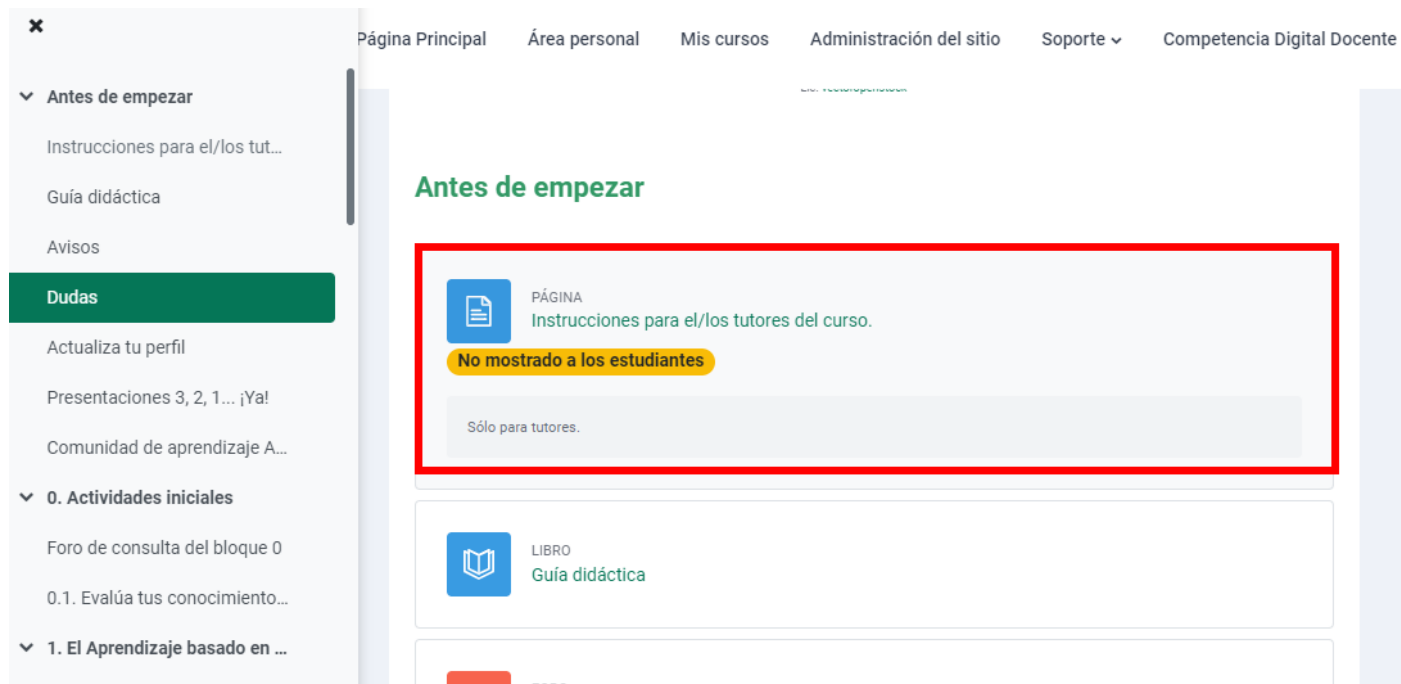 Página Principal
Área personal
Mis cursos
Administración del sitio
Soporte
Competencia Digital Docente
Antes de empezar
Instrucciones para el/los tut...
Guía didáctica
Avisos
Dudas
Actualiza tu perfil
Presentaciones 3, 2, 1... ¡Ya!
Comunidad de aprendizaje A...
0. Actividades iniciales
Foro de consulta del bloque 0
0.1. Evalúa tus conocimiento...
1. El Aprendizaje basado en ...
Antes de empezar
PÁGINA
Instrucciones para el/los tutores del curso.
No mostrado a los estudiantes
Sólo para tutores.
LIBRO
Guía didáctica